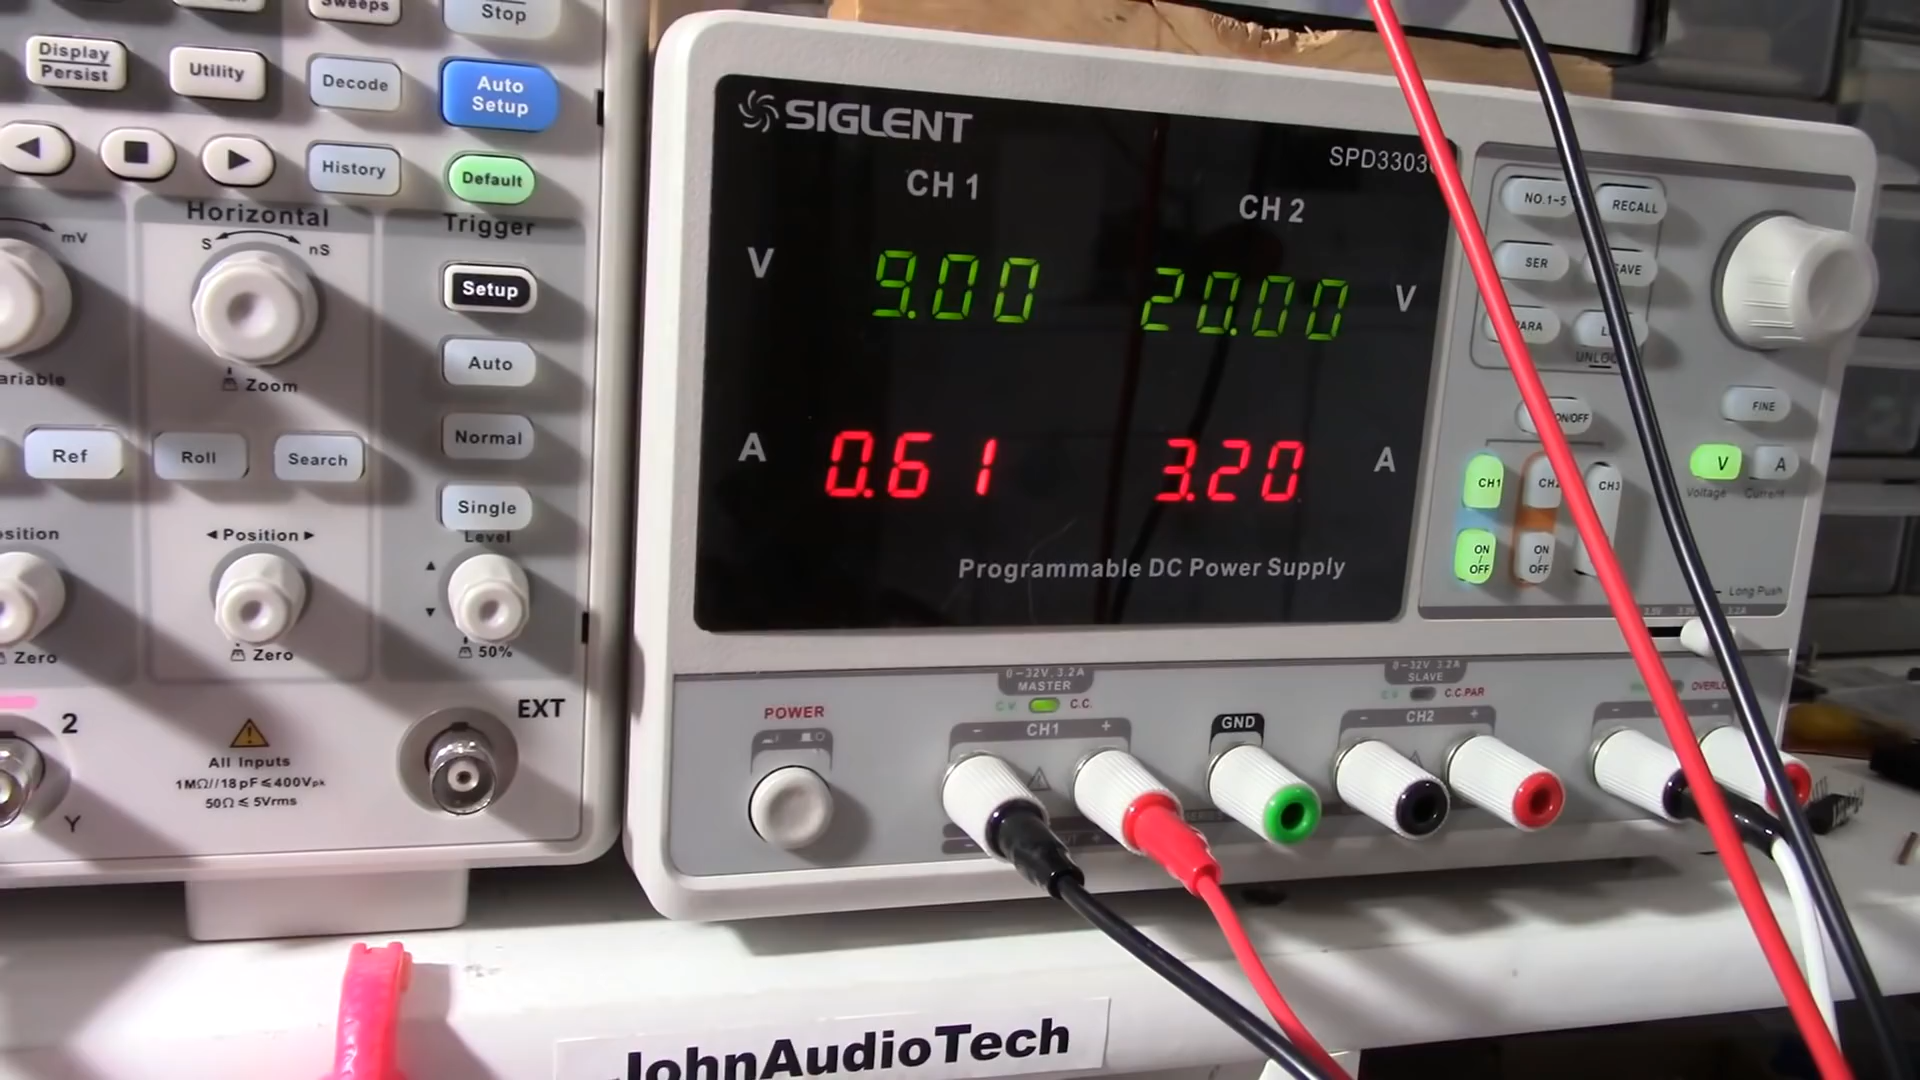 Sweeps
Stop
Display
Persist
Utility
Decode
Auto
Setup
History
Default
Horizontal
Trigger
mV
S
nS
Setup
Zoom
Auto
Normal
Ref
Roll
Search
Single
Position
Level
Zero
Zero
50%
2
EXT
All Inputs
1MΩ//18pF≤400Vpk
50Ω≤5Vrms
Y
SIGLENT
CH 1
CH 2
V
9.00
20.00
V
A
0.61
3.20
A
Programmable DC Power Supply
NO.1~5
RECALL
SER
ON/OFF
FINE
CH1
CH3
V
A
Voltage
Current
ON/OFF
ON/OFF
Long Push
0~32V, 3.2A
MASTER
C.V.
C.C.
0~32V, 3.2A
SLAVE
C.V.
C.C.PAR
POWER
-
CH1
+
GND
-
CH2
+
-
+
JohnAudioTech